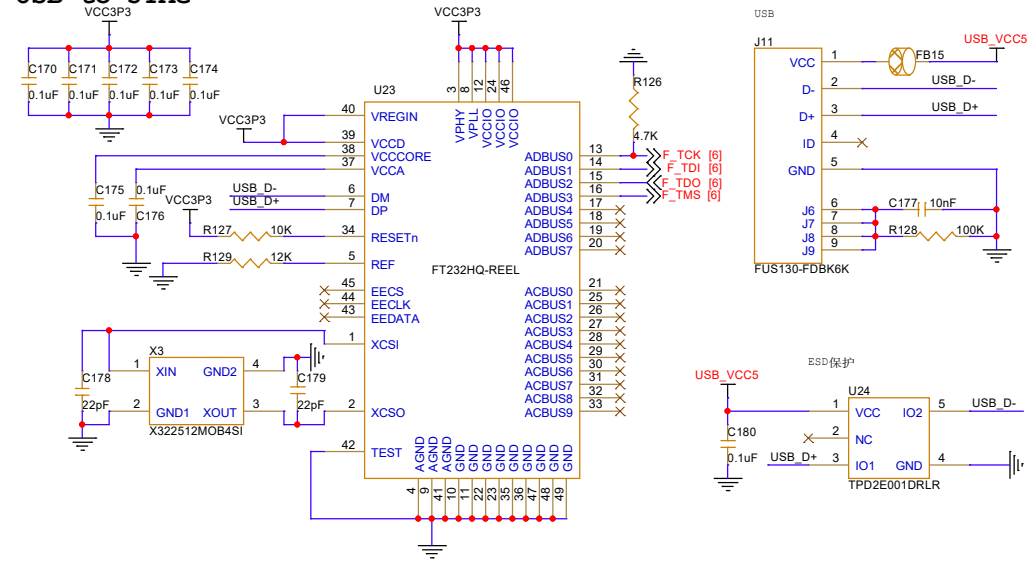 VCC3P3
C170
C171
C172
C173
C174
0.1uF
0.1uF
0.1uF
0.1uF
0.1uF
VCC3P3
U23
VCC3P3
40
39
38
37
VREGIN
VCCD
VCCCORE
VCCA
3
8
12
24
46
VPHY
VPLL
VCCIO
VCCIO
VCCIO
C175
0.1uF
0.1uF
C176
USB_D-
USB_D+
6
7
DM
DP
VCC3P3
R127
10K
34
RESETn
R129
12K
5
REF
FT232HQ-REEL
45
44
43
EECS
EECLK
EEDATA
1
XCSI
2
XCSO
42
TEST
X3
1
XIN
GND2
4
2
GND1
XOUT
3
X322512MOB4SI
C178
22pF
C179
22pF
AGND
AGND
AGND
GND
GND
GND
GND
GND
GND
GND
GND
GND
4
9
41
10
11
22
23
35
36
47
48
49
R126
4.7K
ADBUS0
13
F_TCK [6]
ADBUS1
14
F_TDI [6]
ADBUS2
15
F_TDO [6]
ADBUS3
16
F_TMS [6]
ADBUS4
17
ADBUS5
18
ADBUS6
19
ADBUS7
20
ACBUS0
21
ACBUS1
25
ACBUS2
26
ACBUS3
27
ACBUS4
28
ACBUS5
29
ACBUS6
30
ACBUS7
31
ACBUS8
32
ACBUS9
33
USB
J11
USB_VCC5
VCC
1
FB15
D-
2
USB_D-
D+
3
USB_D+
ID
4
GND
5
J6
6
C177
10nF
J7
7
J8
8
R128
100K
J9
9
FUS130-FDBK6K
ESD保护
USB_VCC5
U24
1
VCC
IO2
5
USB_D-
2
NC
C180
0.1uF
USB_D+
3
IO1
GND
4
TPD2E001DRLR